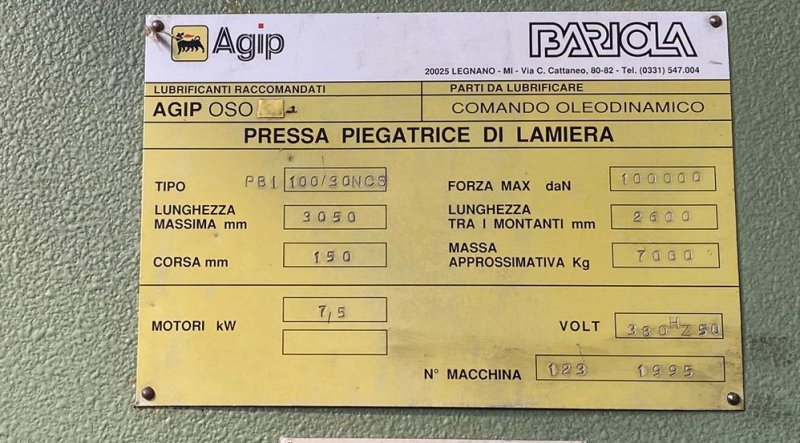 Agip BARIOLA
20025 LEGNANO - MI - Via C. Cattaneo, 80-82 - Tel. (0331) 547.004
LUBRIFICANTI RACCOMANDATI PARTI DA LUBRIFICARE
AGIP OSO COMANDO OLEODINAMICO
PRESSA PIEGATRICE DI LAMIERA
TIPO PBI 100/30NCS FORZA MAX daN 100000
LUNGHEZZA MASSIMA mm 3050 LUNGHEZZA TRA I MONTANTI mm 2600
CORSA mm 150 MASSA APPROSSIMATIVA Kg 7000
MOTORI kW 7,5 VOLT 380 HZ 50
N° MACCHINA 123 1995